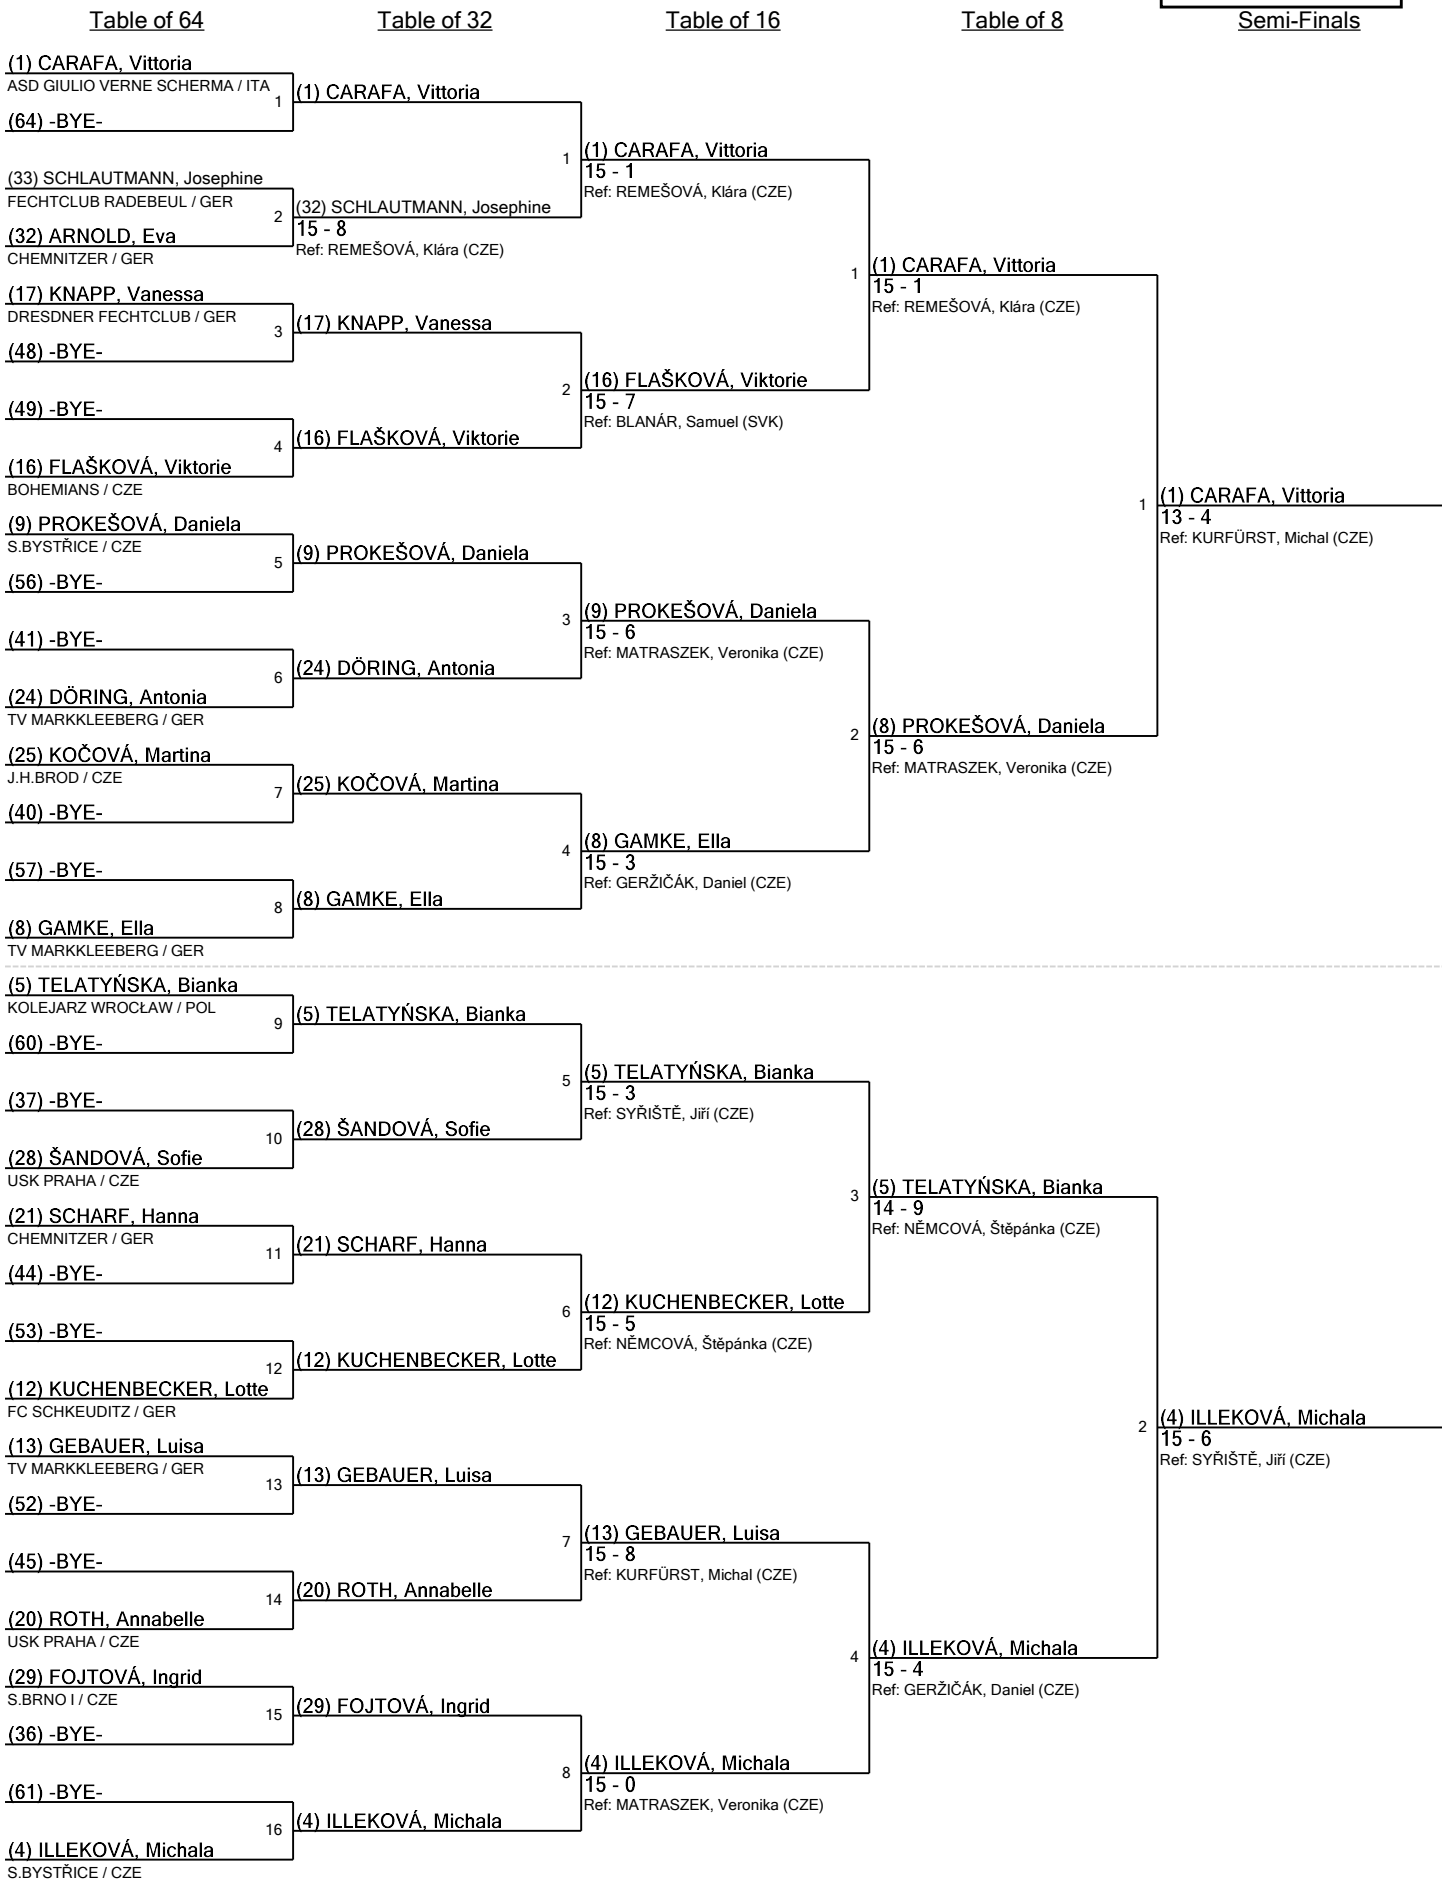 Table of 64
Table of 32
Table of 16
Table of 8
Semi-Finals
(1) CARAFA, Vittoria
ASD GIULIO VERNE SCHERMA / ITA
1
(64) -BYE-
(33) SCHLAUTMANN, Josephine
FECHTCLUB RADEBEUL / GER
2
(32) ARNOLD, Eva
CHEMNITZER / GER
(17) KNAPP, Vanessa
DRESDNER FECHTCLUB / GER
3
(48) -BYE-
(49) -BYE-
4
(16) FLAŠKOVÁ, Viktorie
BOHEMIANS / CZE
(9) PROKEŠOVÁ, Daniela
S.BYSTŘICE / CZE
5
(56) -BYE-
(41) -BYE-
6
(24) DÖRING, Antonia
TV MARKKLEEBERG / GER
(25) KOČOVÁ, Martina
J.H.BROD / CZE
7
(40) -BYE-
(57) -BYE-
8
(8) GAMKE, Ella
TV MARKKLEEBERG / GER
(5) TELATYŃSKA, Bianka
KOLEJARZ WROCŁAW / POL
9
(60) -BYE-
(37) -BYE-
10
(28) ŠANDOVÁ, Sofie
USK PRAHA / CZE
(21) SCHARF, Hanna
CHEMNITZER / GER
11
(44) -BYE-
(53) -BYE-
12
(12) KUCHENBECKER, Lotte
FC SCHKEUDITZ / GER
(13) GEBAUER, Luisa
TV MARKKLEEBERG / GER
13
(52) -BYE-
(45) -BYE-
14
(20) ROTH, Annabelle
USK PRAHA / CZE
(29) FOJTOVÁ, Ingrid
S.BRNO I / CZE
15
(36) -BYE-
(61) -BYE-
16
(4) ILLEKOVÁ, Michala
S.BYSTŘICE / CZE
(1) CARAFA, Vittoria
1
(32) SCHLAUTMANN, Josephine
15 - 8
Ref: REMEŠOVÁ, Klára (CZE)
(17) KNAPP, Vanessa
2
(16) FLAŠKOVÁ, Viktorie
(9) PROKEŠOVÁ, Daniela
3
(24) DÖRING, Antonia
(25) KOČOVÁ, Martina
4
(8) GAMKE, Ella
(5) TELATYŃSKA, Bianka
5
(28) ŠANDOVÁ, Sofie
(21) SCHARF, Hanna
6
(12) KUCHENBECKER, Lotte
(13) GEBAUER, Luisa
7
(20) ROTH, Annabelle
(29) FOJTOVÁ, Ingrid
8
(4) ILLEKOVÁ, Michala
(1) CARAFA, Vittoria
15 - 1
Ref: REMEŠOVÁ, Klára (CZE)
1
(16) FLAŠKOVÁ, Viktorie
15 - 7
Ref: BLANÁR, Samuel (SVK)
(9) PROKEŠOVÁ, Daniela
15 - 6
Ref: MATRASZEK, Veronika (CZE)
2
(8) GAMKE, Ella
15 - 3
Ref: GERŽIČÁK, Daniel (CZE)
(5) TELATYŃSKA, Bianka
15 - 3
Ref: SYŘIŠTĚ, Jiří (CZE)
3
(12) KUCHENBECKER, Lotte
15 - 5
Ref: NĚMCOVÁ, Štěpánka (CZE)
(13) GEBAUER, Luisa
15 - 8
Ref: KURFÜRST, Michal (CZE)
4
(4) ILLEKOVÁ, Michala
15 - 0
Ref: MATRASZEK, Veronika (CZE)
(1) CARAFA, Vittoria
15 - 1
Ref: REMEŠOVÁ, Klára (CZE)
1
(8) PROKEŠOVÁ, Daniela
15 - 6
Ref: MATRASZEK, Veronika (CZE)
(5) TELATYŃSKA, Bianka
14 - 9
Ref: NĚMCOVÁ, Štěpánka (CZE)
2
(4) ILLEKOVÁ, Michala
15 - 4
Ref: GERŽIČÁK, Daniel (CZE)
(1) CARAFA, Vittoria
13 - 4
Ref: KURFÜRST, Michal (CZE)
(4) ILLEKOVÁ, Michala
15 - 6
Ref: SYŘIŠTĚ, Jiří (CZE)